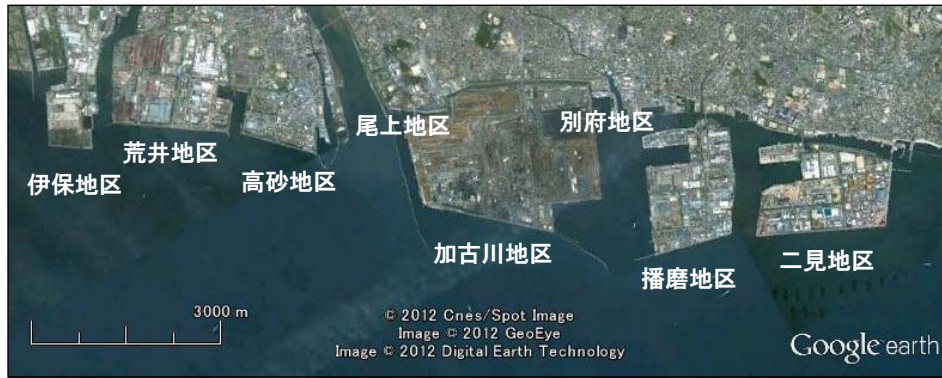 尾上地区
別府地区
荒井地区
伊保地区
高砂地区
加古川地区
播磨地区
二見地区
3000 m
© 2012 Cnes/Spot Image
Image © 2012 GeoEye
Image © 2012 Digital Earth Technology
Google earth